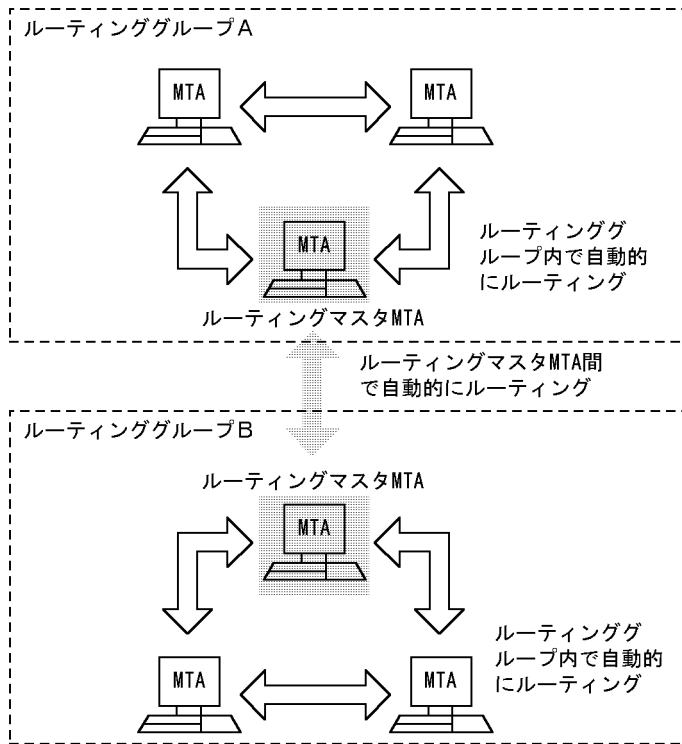 ルーティンググループA
MTA
MTA
MTA
ルーティングマスタMTA
ルーティンググ
ループ内で自動的
にルーティング
ルーティングマスタMTA間
で自動的にルーティング
ルーティンググループB
ルーティングマスタMTA
MTA
ルーティンググ
ループ内で自動的
にルーティング
MTA
MTA